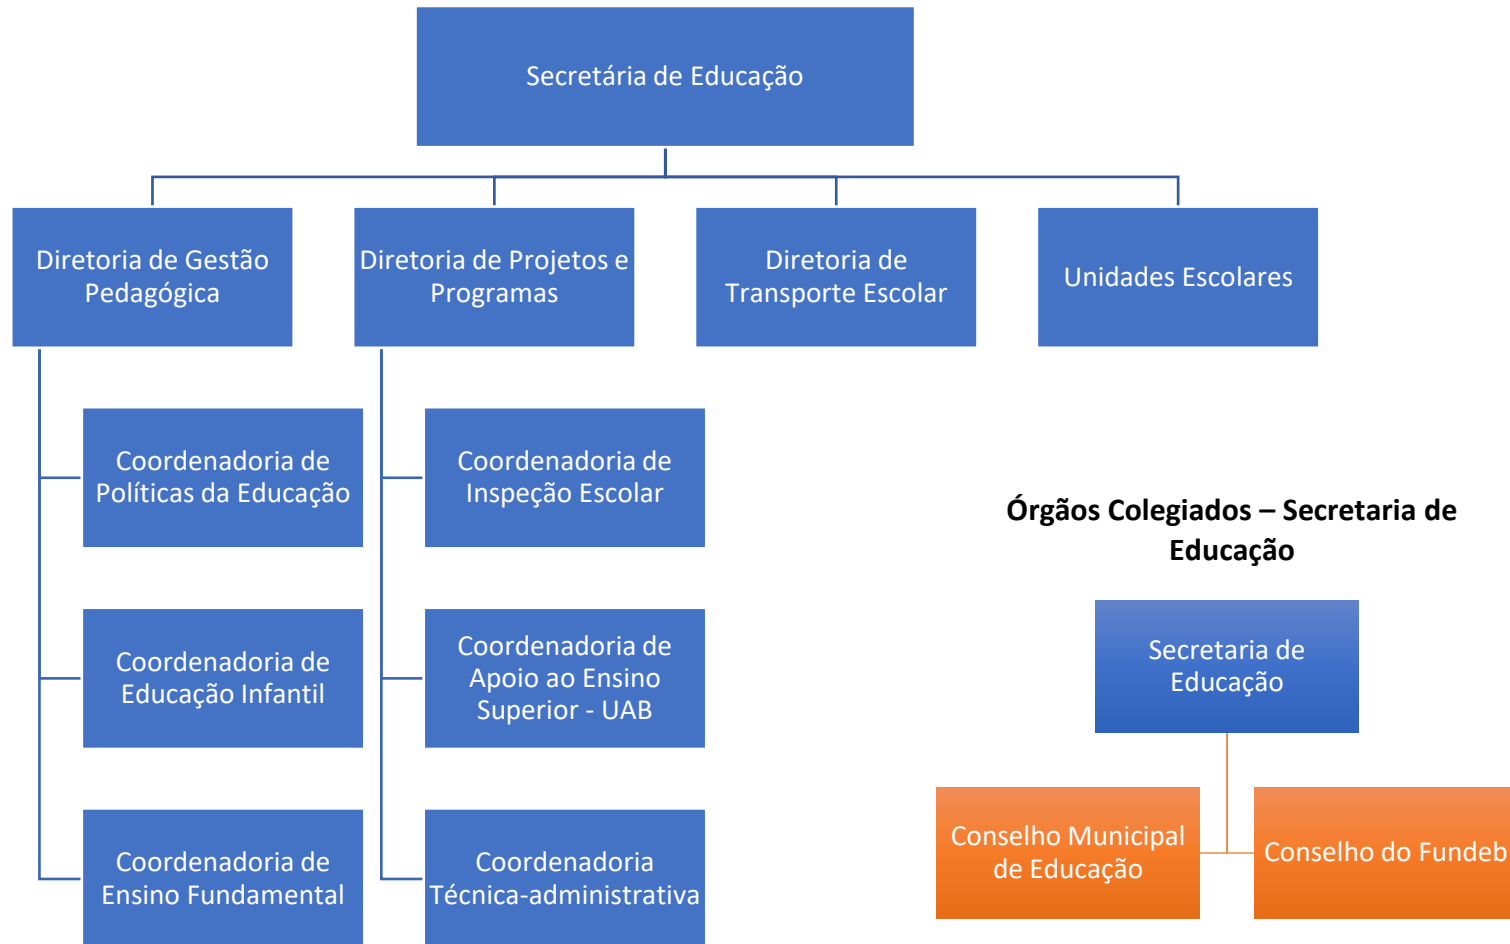 Secretária de Educação
Diretoria de Gestão
Pedagógica
Diretoria de Projetos e
Programas
Diretoria de
Transporte Escolar
Unidades Escolares
Coordenadoria de
Políticas da Educação
Coordenadoria de
Inspeção Escolar
Coordenadoria de
Educação Infantil
Coordenadoria de
Apoio ao Ensino
Superior - UAB
Coordenadoria de
Ensino Fundamental
Coordenadoria
Técnica-administrativa
Órgãos Colegiados – Secretaria de
Educação
Secretaria de
Educação
Conselho Municipal
de Educação
Conselho do Fundeb